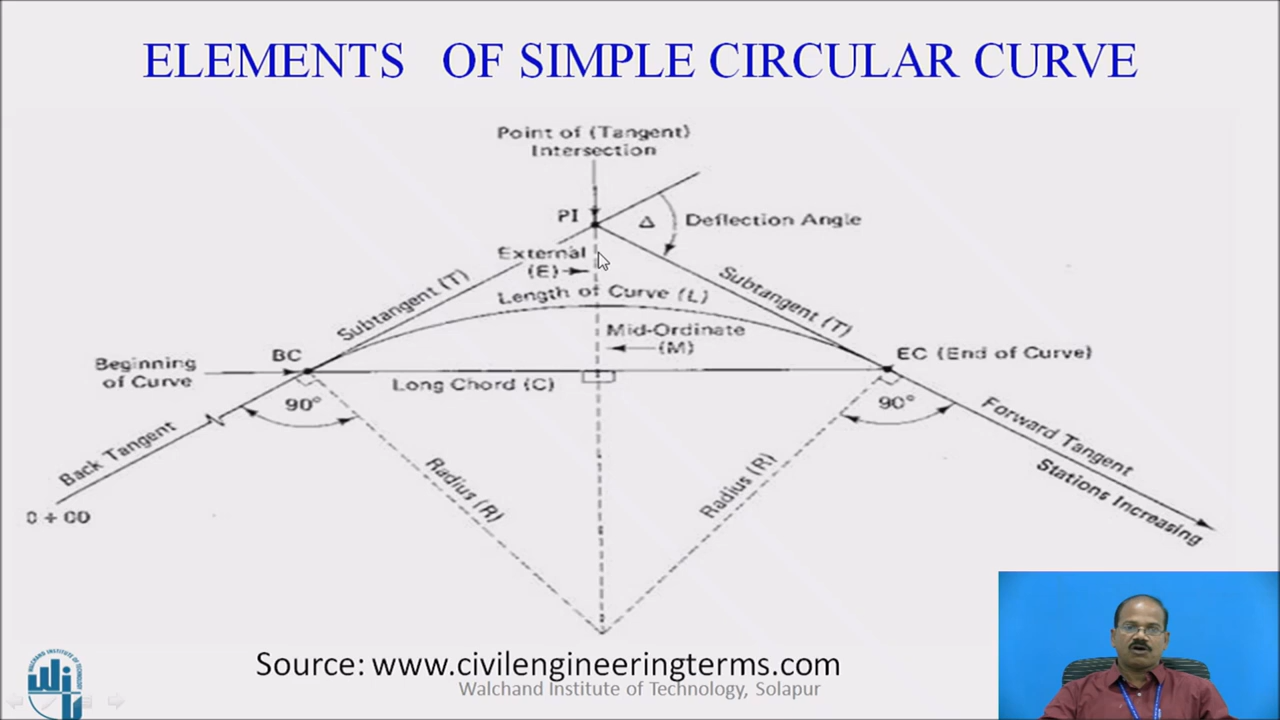 ELEMENTS OF SIMPLE CIRCULAR CURVE
Point of (Tangent)
Intersection
PI
Δ
Deflection Angle
External
(E)
Subtangent (T)
Length of Curve (L)
Subtangent (T)
Mid-Ordinate
(M)
BC
EC (End of Curve)
Beginning
of Curve
Long Chord (C)
90°
90°
Back Tangent
Forward Tangent
Stations Increasing
Radius (R)
Radius (R)
0 + 00
Source: www.civilengineeringterms.com
Walchand Institute of Technology, Solapur